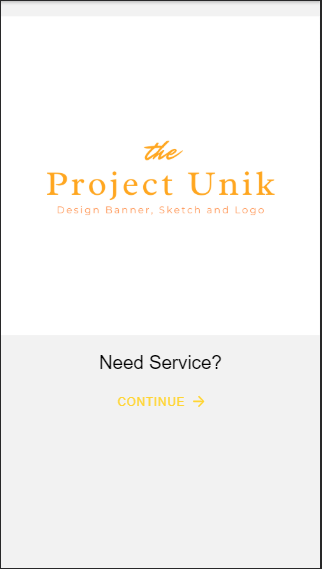 the
Project Unik
Design Banner, Sketch and Logo
Need Service?
CONTINUE →